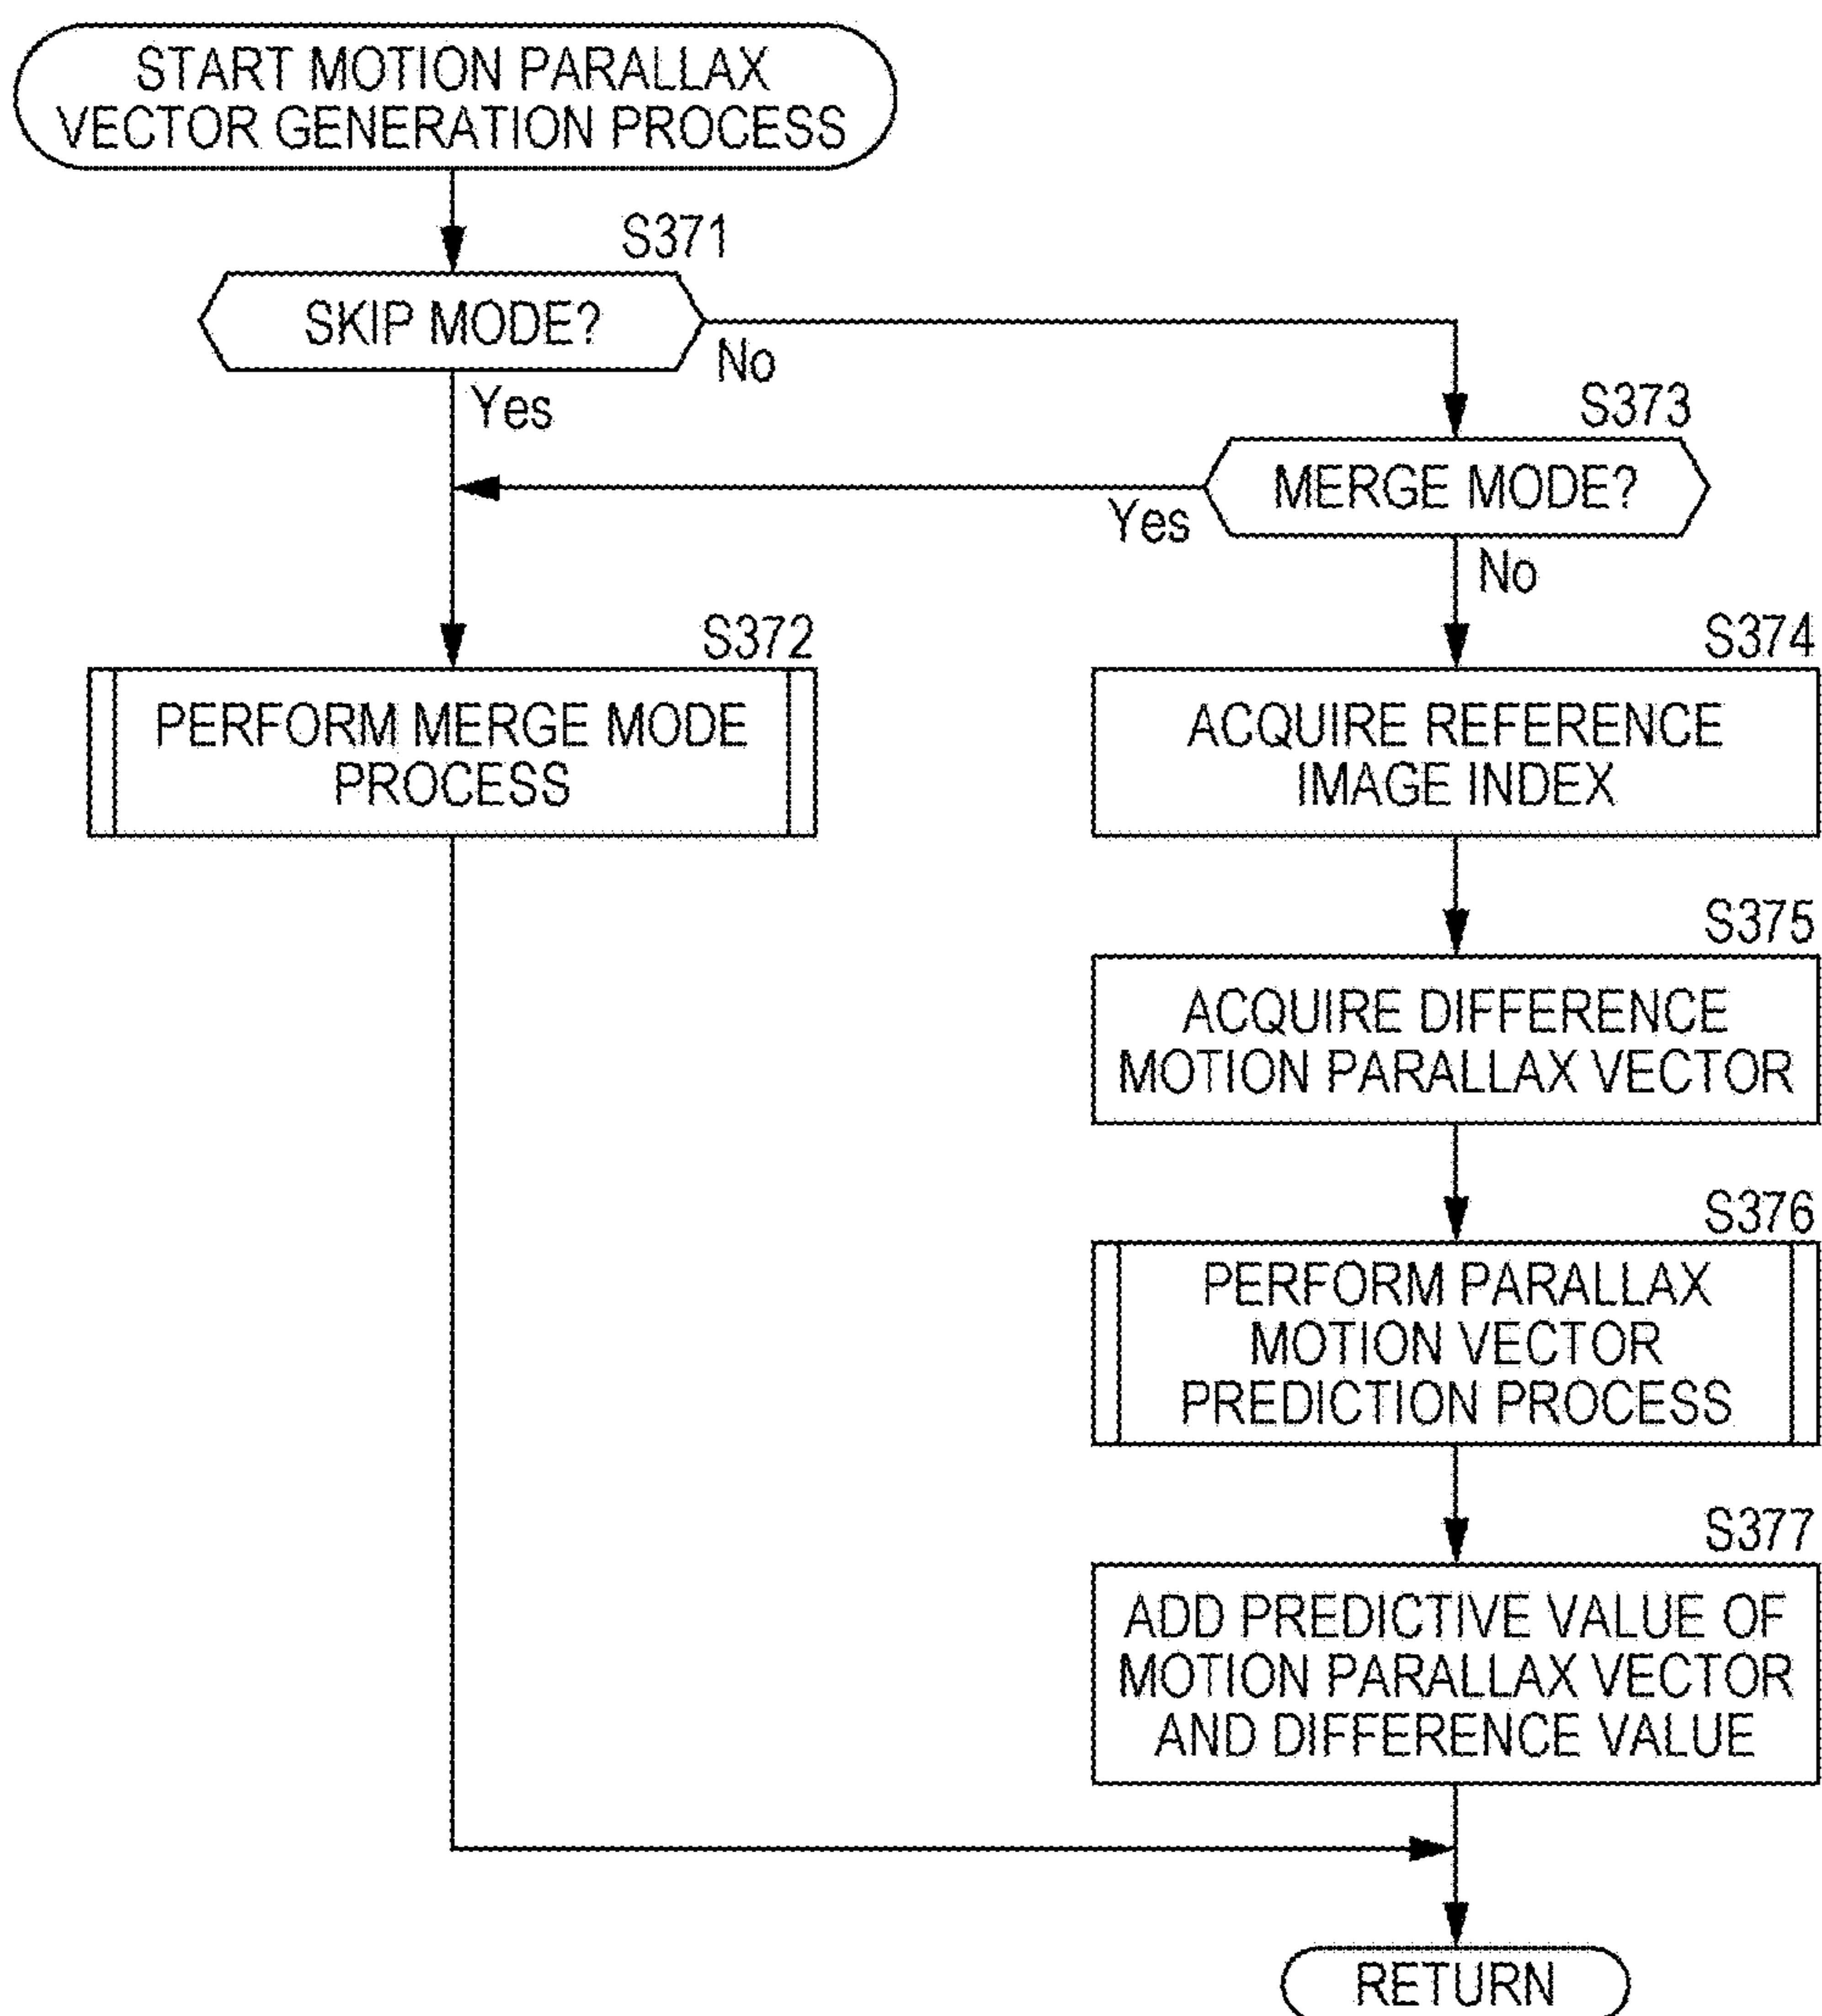 START MOTION PARALLAX
VECTOR GENERATION PROCESS
S371
SKIP MODE?
No
Yes
S373
MERGE MODE?
Yes
No
S372
PERFORM MERGE MODE
PROCESS
S374
ACQUIRE REFERENCE
IMAGE INDEX
S375
ACQUIRE DIFFERENCE
MOTION PARALLAX VECTOR
S376
PERFORM PARALLAX
MOTION VECTOR
PREDICTION PROCESS
S377
ADD PREDICTIVE VALUE OF
MOTION PARALLAX VECTOR
AND DIFFERENCE VALUE
RETURN